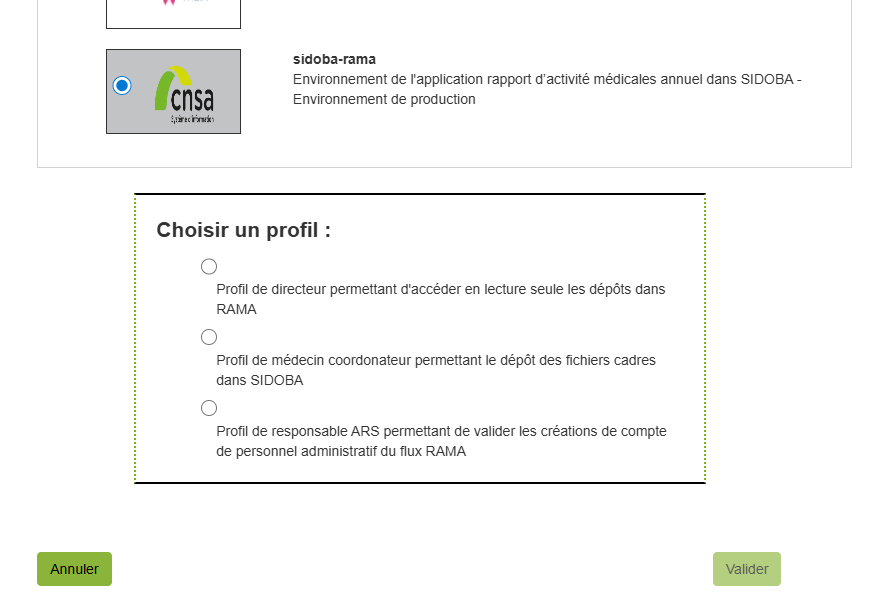 sidoba-rama
Environnement de l'application rapport d’activité médicales annuel dans SIDOBA -
Environnement de production
cnsa
Système d'information
Choisir un profil :
Profil de directeur permettant d'accéder en lecture seule les dépôts dans
RAMA
Profil de médecin coordonateur permettant le dépôt des fichiers cadres
dans SIDOBA
Profil de responsable ARS permettant de valider les créations de compte
de personnel administratif du flux RAMA
Annuler
Valider